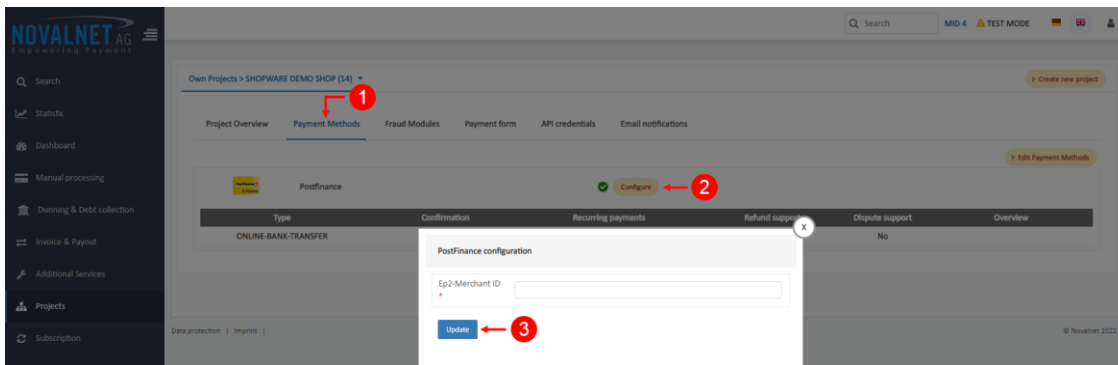 NOVALNET AG
Empowering Payment
Search
MID 4 TEST MODE
Search
Statistic
Dashboard
Manual processing
Dunning & Debt collection
Invoice & Payout
Additional Services
Projects
Subscription
Own Projects > SHOPWARE DEMO SHOP (14)
Create new project
1
Project Overview Payment Methods Fraud Modules Payment form API credentials Email notifications
Edit Payment Methods
Postfinance Configure 2
Type Confirmation Recurring payments Refund support Dispute support Overview
ONLINE-BANK-TRANSFER No
X
PostFinance configuration
Ep2-Merchant ID
*
Update 3
Data protection | Imprint |
© Novalnet 2022